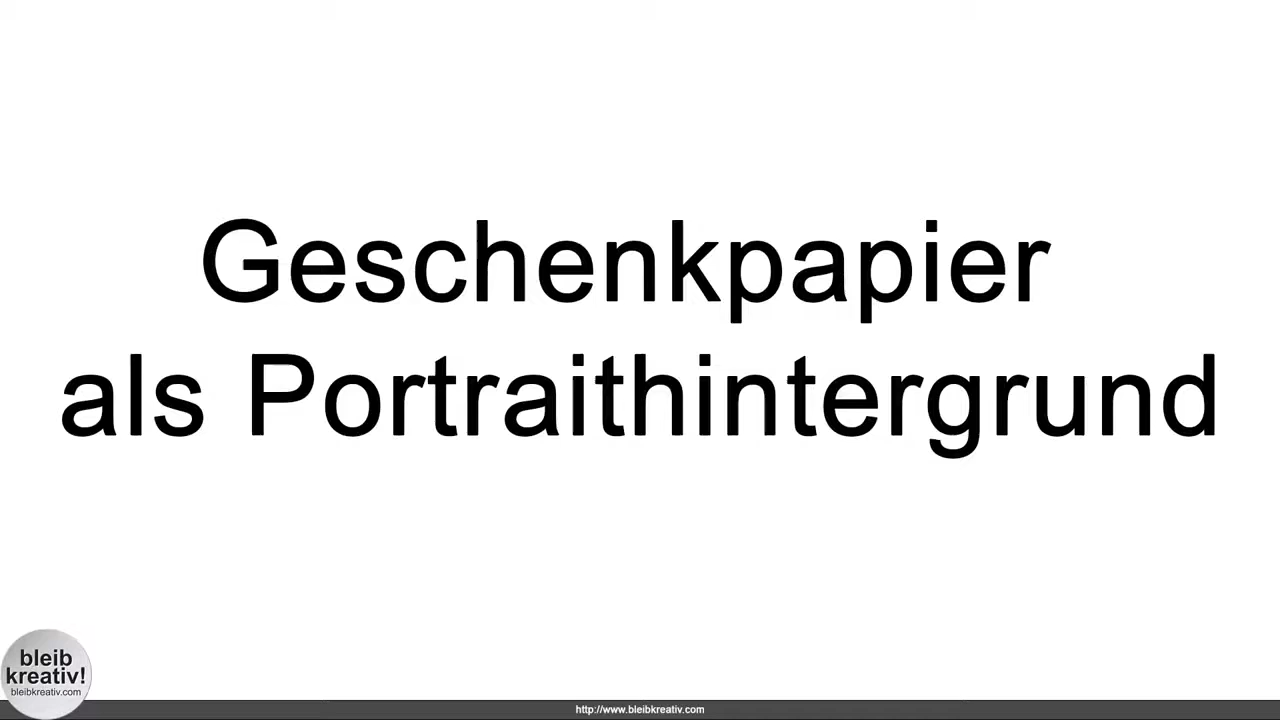 Geschenkpapier
als Portraithintergrund
bleib
kreativ!
bleibkreativ.com
http://www.bleibkreativ.com